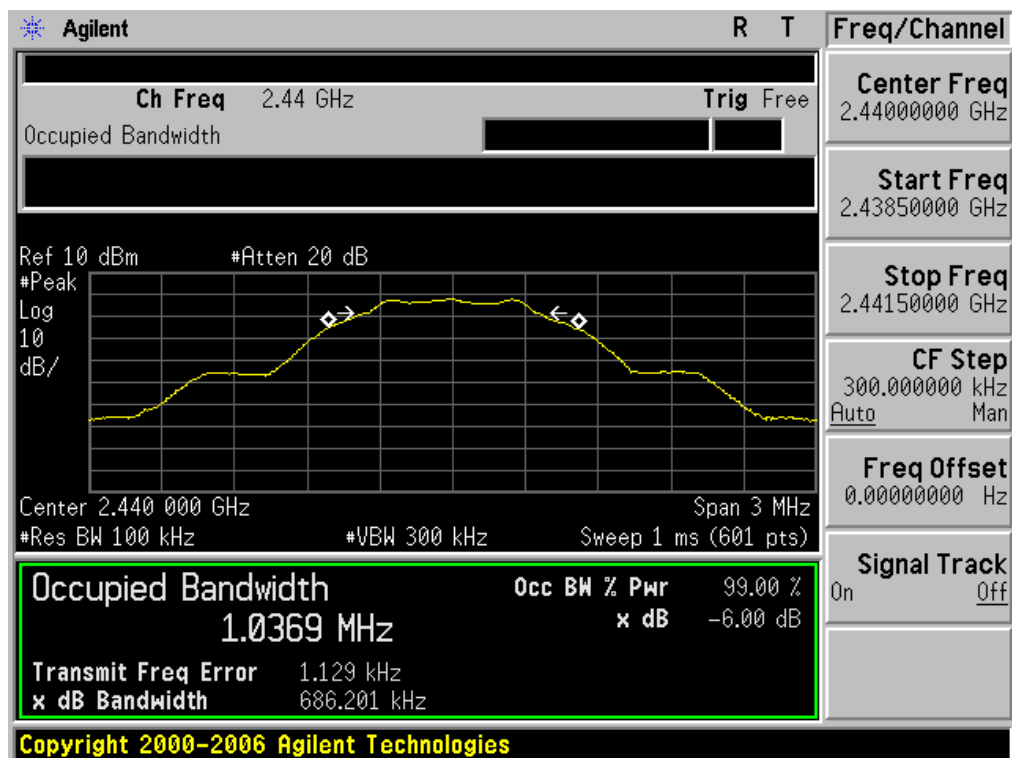 Agilent R T
Freq/Channel
Ch Freq 2.44 GHz Trig Free
Occupied Bandwidth
Center Freq
2.44000000 GHz
Start Freq
2.43850000 GHz
Stop Freq
2.44150000 GHz
CF Step
300.000000 kHz
Auto Man
Freq Offset
0.00000000 Hz
Signal Track
On Off
Ref 10 dBm #Atten 20 dB
#Peak
Log
10
dB/
Center 2.440 000 GHz Span 3 MHz
#Res BW 100 kHz #VBW 300 kHz Sweep 1 ms (601 pts)
Occupied Bandwidth Occ BW % Pwr 99.00 %
1.0369 MHz x dB -6.00 dB
Transmit Freq Error 1.129 kHz
x dB Bandwidth 686.201 kHz
Copyright 2000-2006 Agilent Technologies